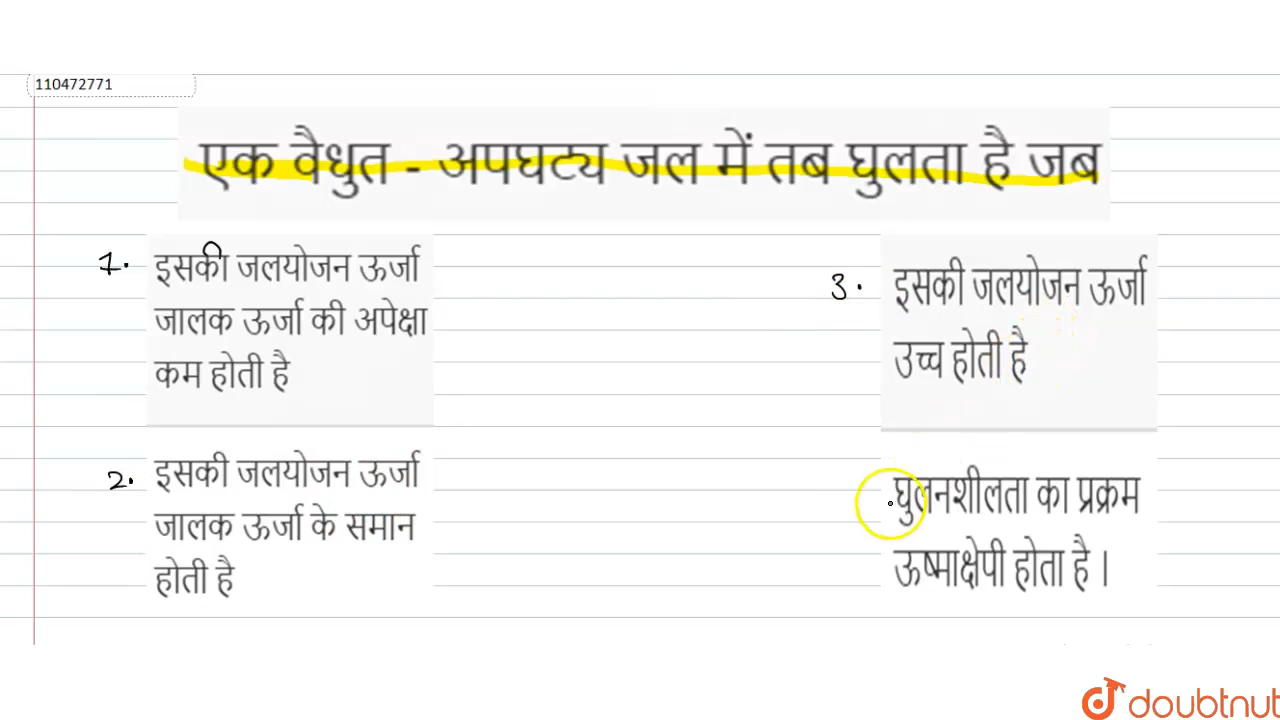 110472771
एक वैधुत - अपघट्य जल में तब घुलता है जब
1. इसकी जलयोजन ऊर्जा
जालक ऊर्जा की अपेक्षा
कम होती है
2. इसकी जलयोजन ऊर्जा
जालक ऊर्जा के समान
होती है
3. इसकी जलयोजन ऊर्जा
उच्च होती है
घुलनशीलता का प्रक्रम
ऊष्माक्षेपी होता है ।
doubtnut